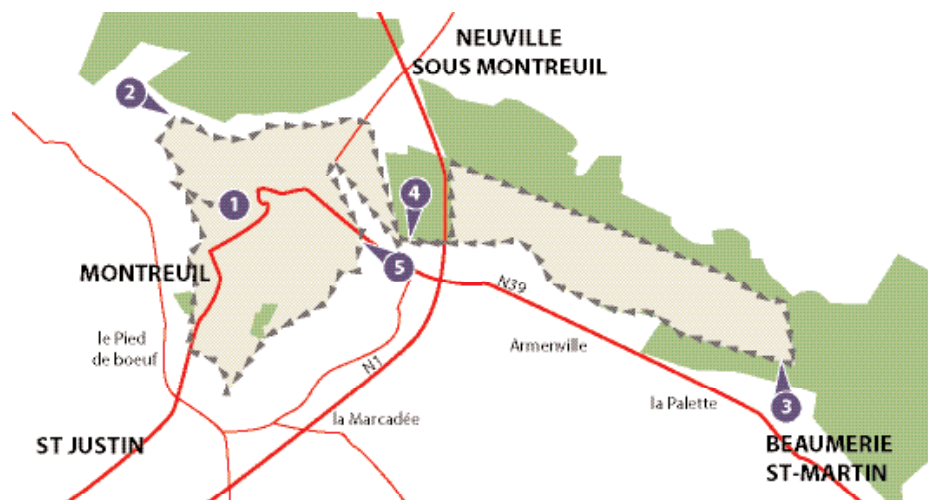 NEUVILLE
SOUS MONTREUIL
2
4
1
MONTREUIL
5
N39
le Pied
de boeuf
Armenville
N1
la Palette
3
la Marcadée
ST JUSTIN
BEAUMERIE
ST-MARTIN